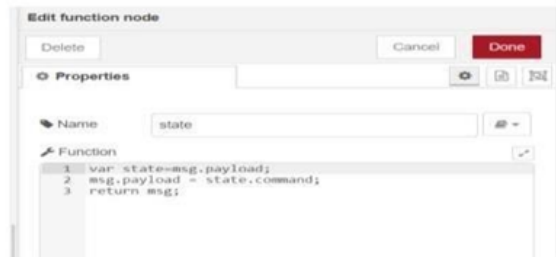 Edit function node
Delete
Cancel
Done
Properties
Name
state
Function
1 var state=msg.payload;
2 msg.payload = state.command;
3 return msg;